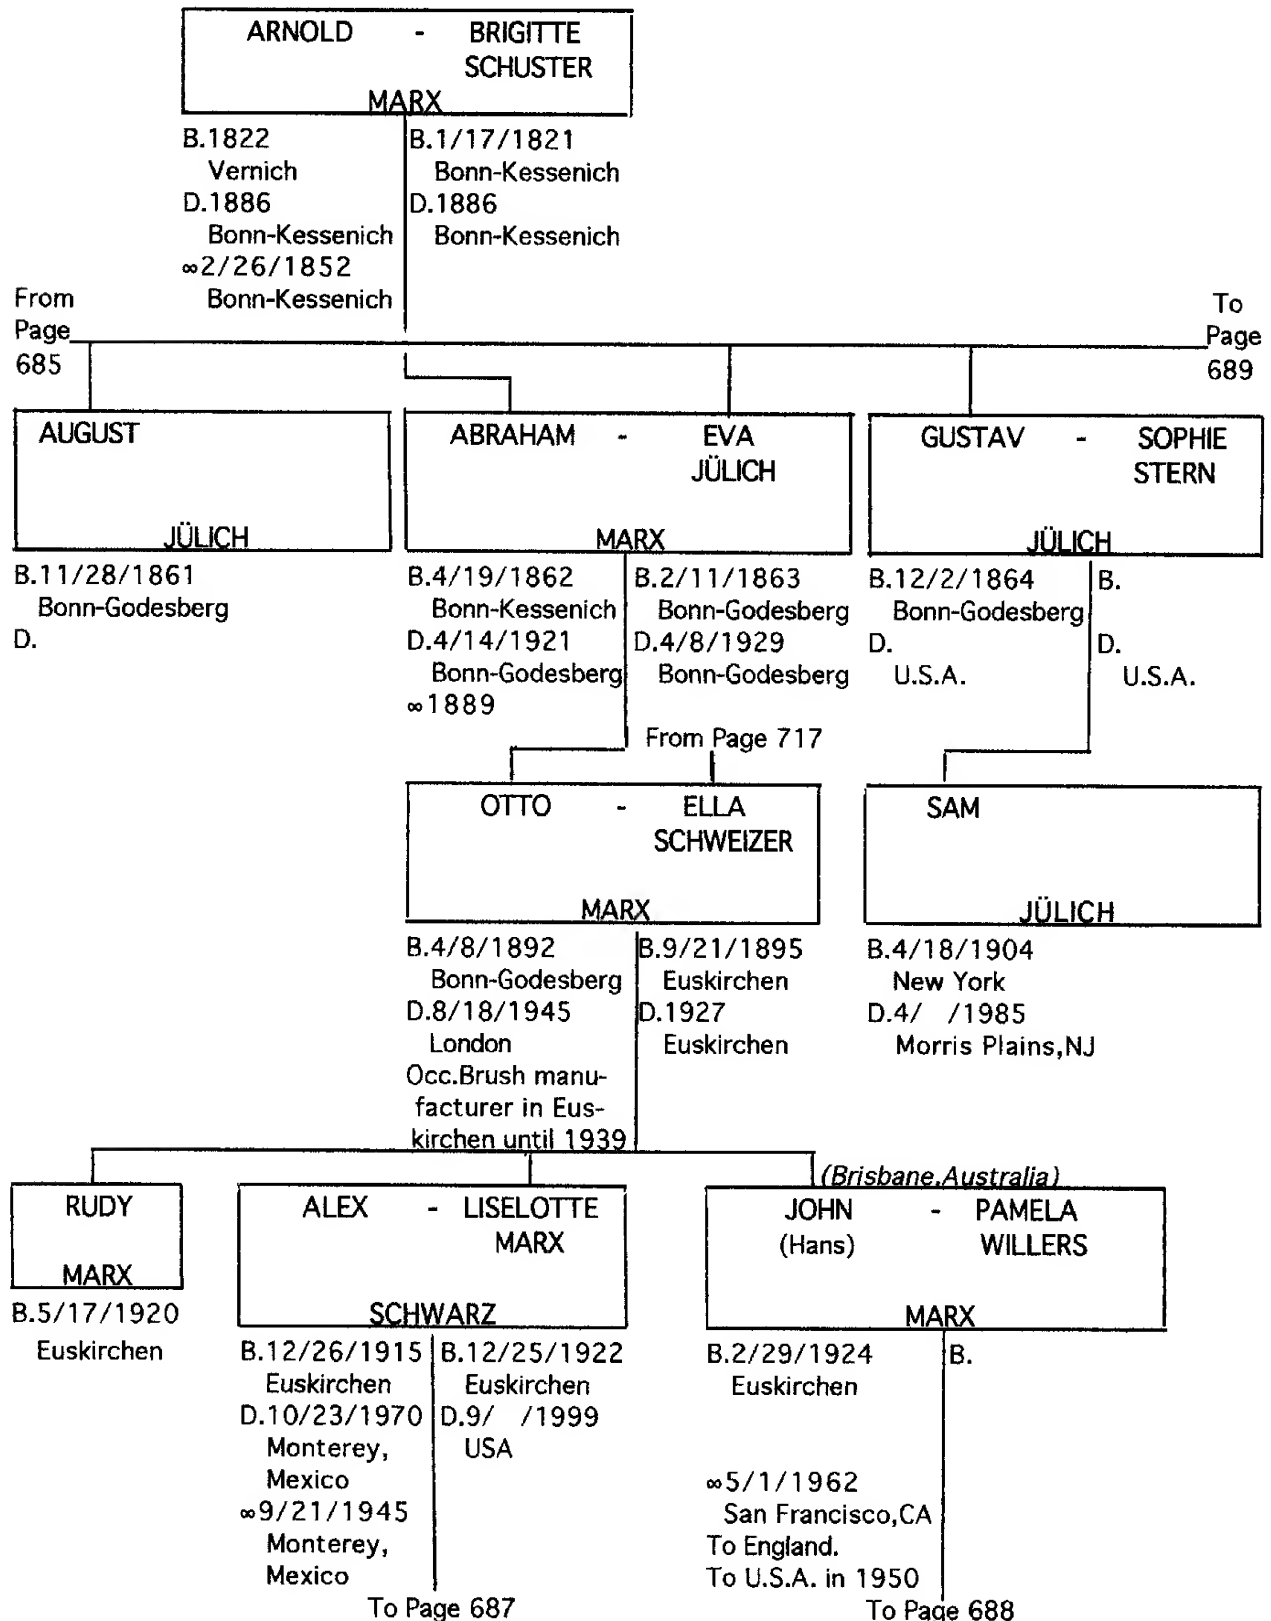 ARNOLD - BRIGITTE
SCHUSTER
MARX
B.1822
Vernich
D.1886
Bonn-Kessenich
∞2/26/1852
Bonn-Kessenich
B.1/17/1821
Bonn-Kessenich
D.1886
Bonn-Kessenich
From
Page
685
To
Page
689
AUGUST
JÜLICH
B.11/28/1861
Bonn-Godesberg
D.
ABRAHAM - EVA
JÜLICH
MARX
B.4/19/1862
Bonn-Kessenich
D.4/14/1921
Bonn-Godesberg
∞1889
B.2/11/1863
Bonn-Godesberg
D.4/8/1929
Bonn-Godesberg
GUSTAV - SOPHIE
STERN
JÜLICH
B.12/2/1864
Bonn-Godesberg
D.
U.S.A.
B.
D.
U.S.A.
From Page 717
OTTO - ELLA
SCHWEIZER
MARX
B.4/8/1892
Bonn-Godesberg
D.8/18/1945
London
Occ.Brush manu-
facturer in Eus-
kirchen until 1939
B.9/21/1895
Euskirchen
D.1927
Euskirchen
SAM
JÜLICH
B.4/18/1904
New York
D.4/ /1985
Morris Plains,NJ
RUDY
MARX
B.5/17/1920
Euskirchen
ALEX - LISELOTTE
MARX
SCHWARZ
B.12/26/1915
Euskirchen
D.10/23/1970
Monterey,
Mexico
∞9/21/1945
Monterey,
Mexico
B.12/25/1922
Euskirchen
D.9/ /1999
USA
To Page 687
(Brisbane,Australia)
JOHN - PAMELA
(Hans) WILLERS
MARX
B.2/29/1924
Euskirchen
∞5/1/1962
San Francisco,CA
To England.
To U.S.A. in 1950
B.
To Page 688